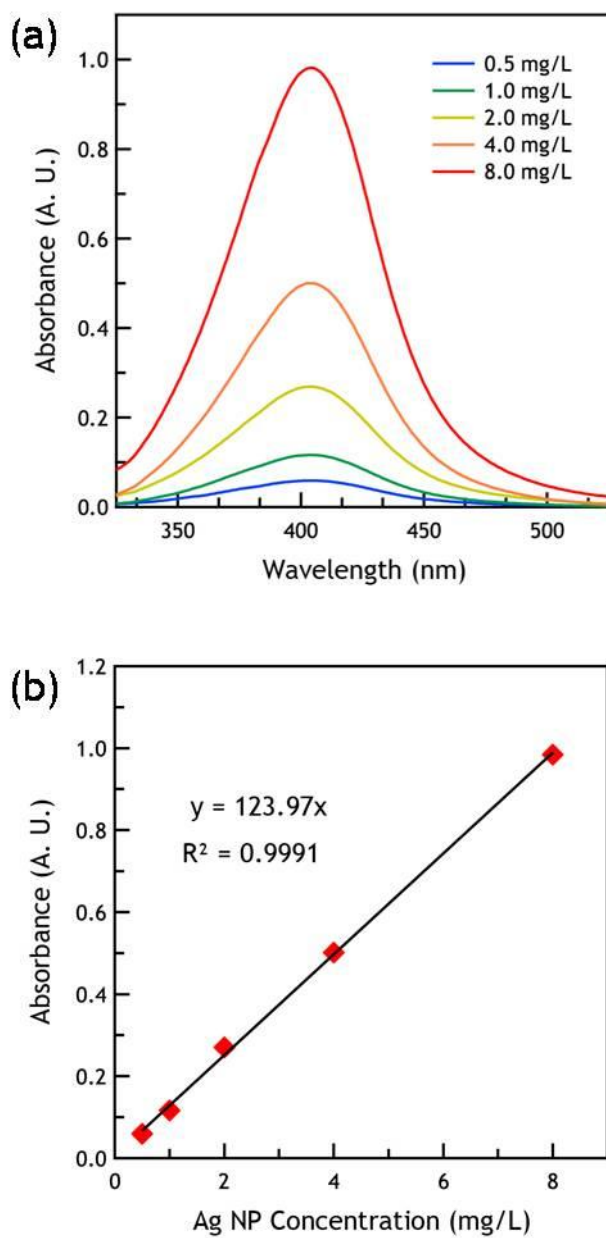 (a)
1.0
0.8
0.6
0.4
0.2
0.0
Absorbance (A. U.)
0.5 mg/L
1.0 mg/L
2.0 mg/L
4.0 mg/L
8.0 mg/L
350 400 450 500
Wavelength (nm)
(b)
1.2
1.0
0.8
0.6
0.4
0.2
0.0
Absorbance (A. U.)
y = 123.97x
R² = 0.9991
0 2 4 6 8
Ag NP Concentration (mg/L)